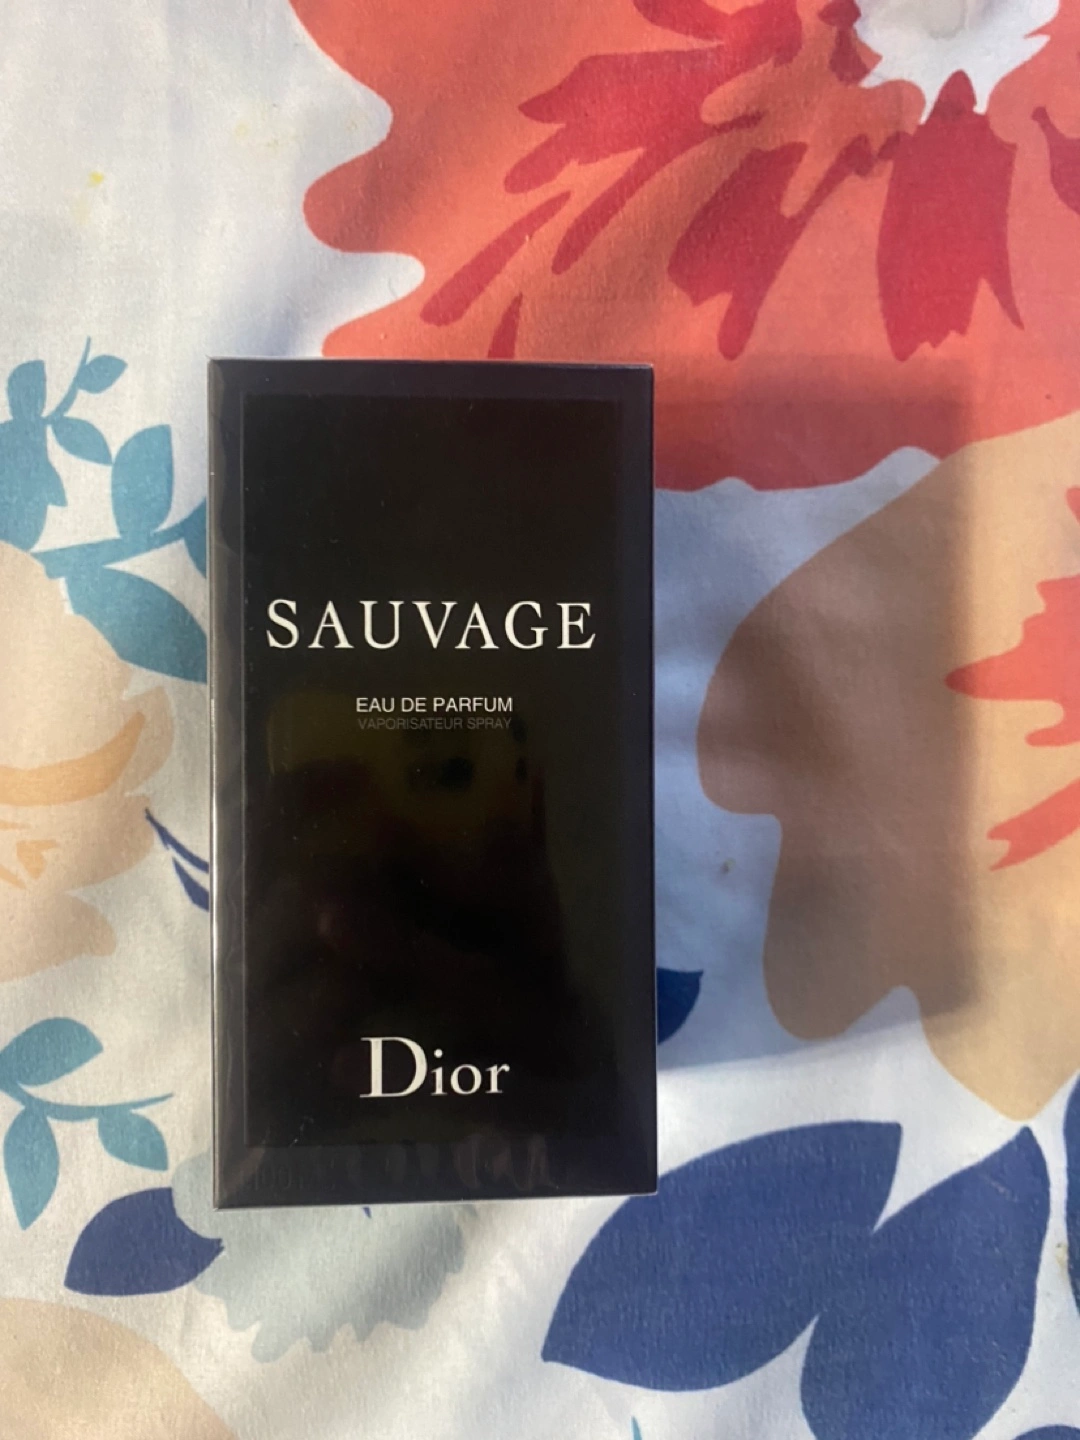 SAUVAGE
EAU DE PARFUM
VAPORISATEUR SPRAY
Dior